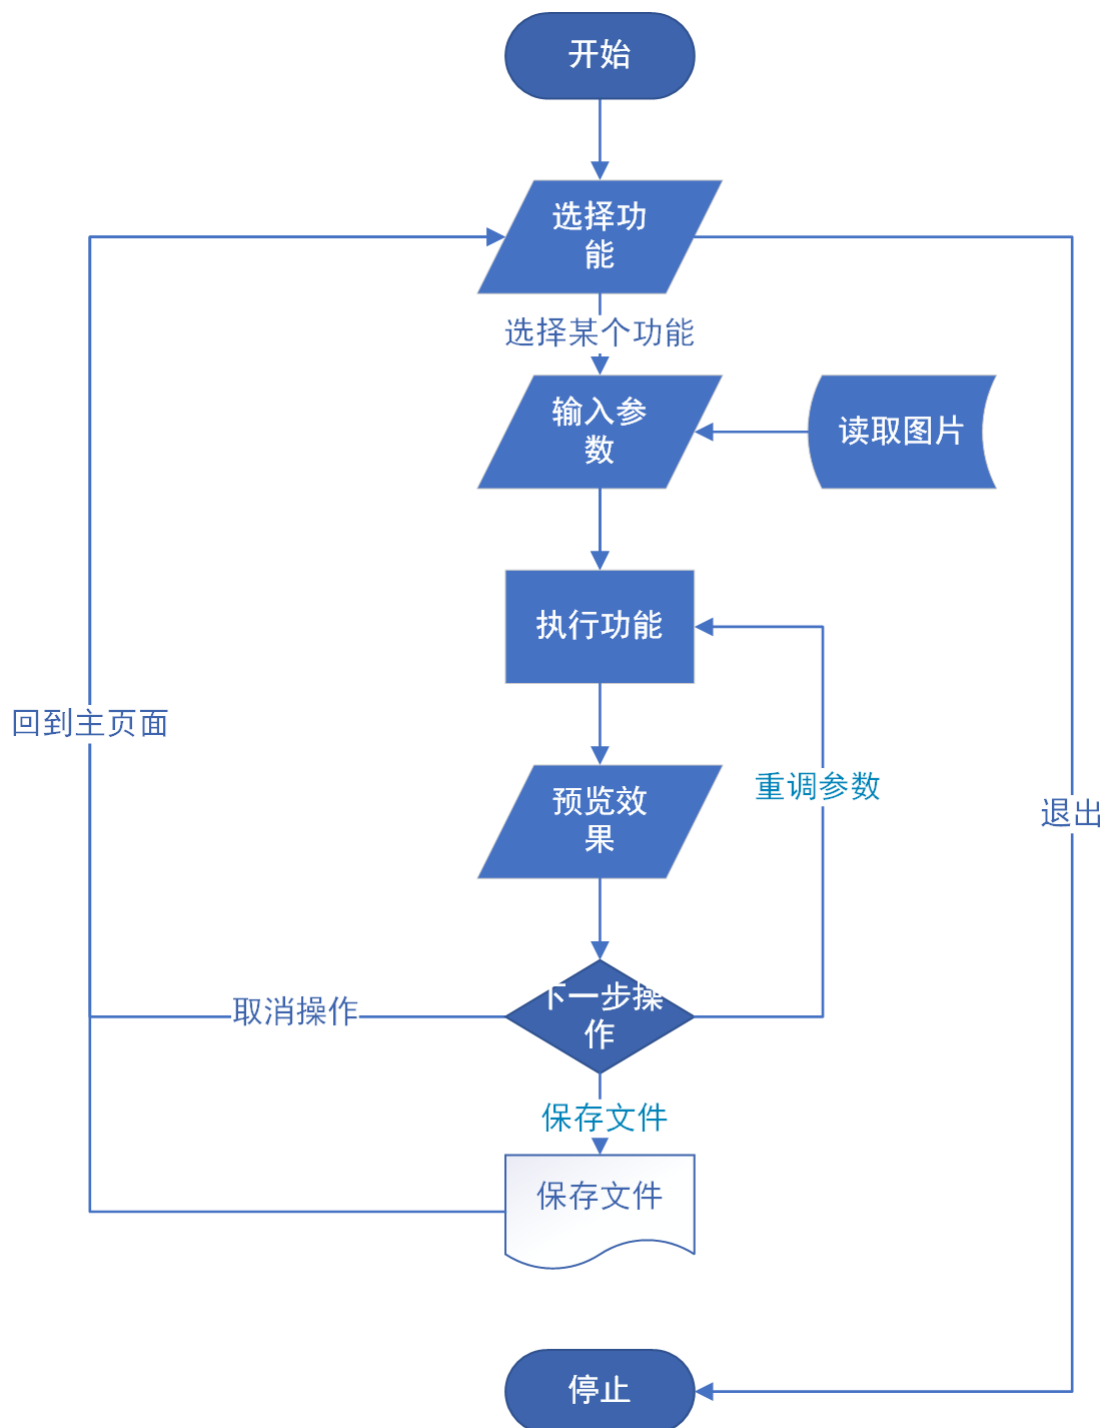 开始
选择功
能
选择某个功能
输入参
数
读取图片
执行功能
回到主页面
重调参数
预览效
果
退出
取消操作
下一步操
作
保存文件
保存文件
停止